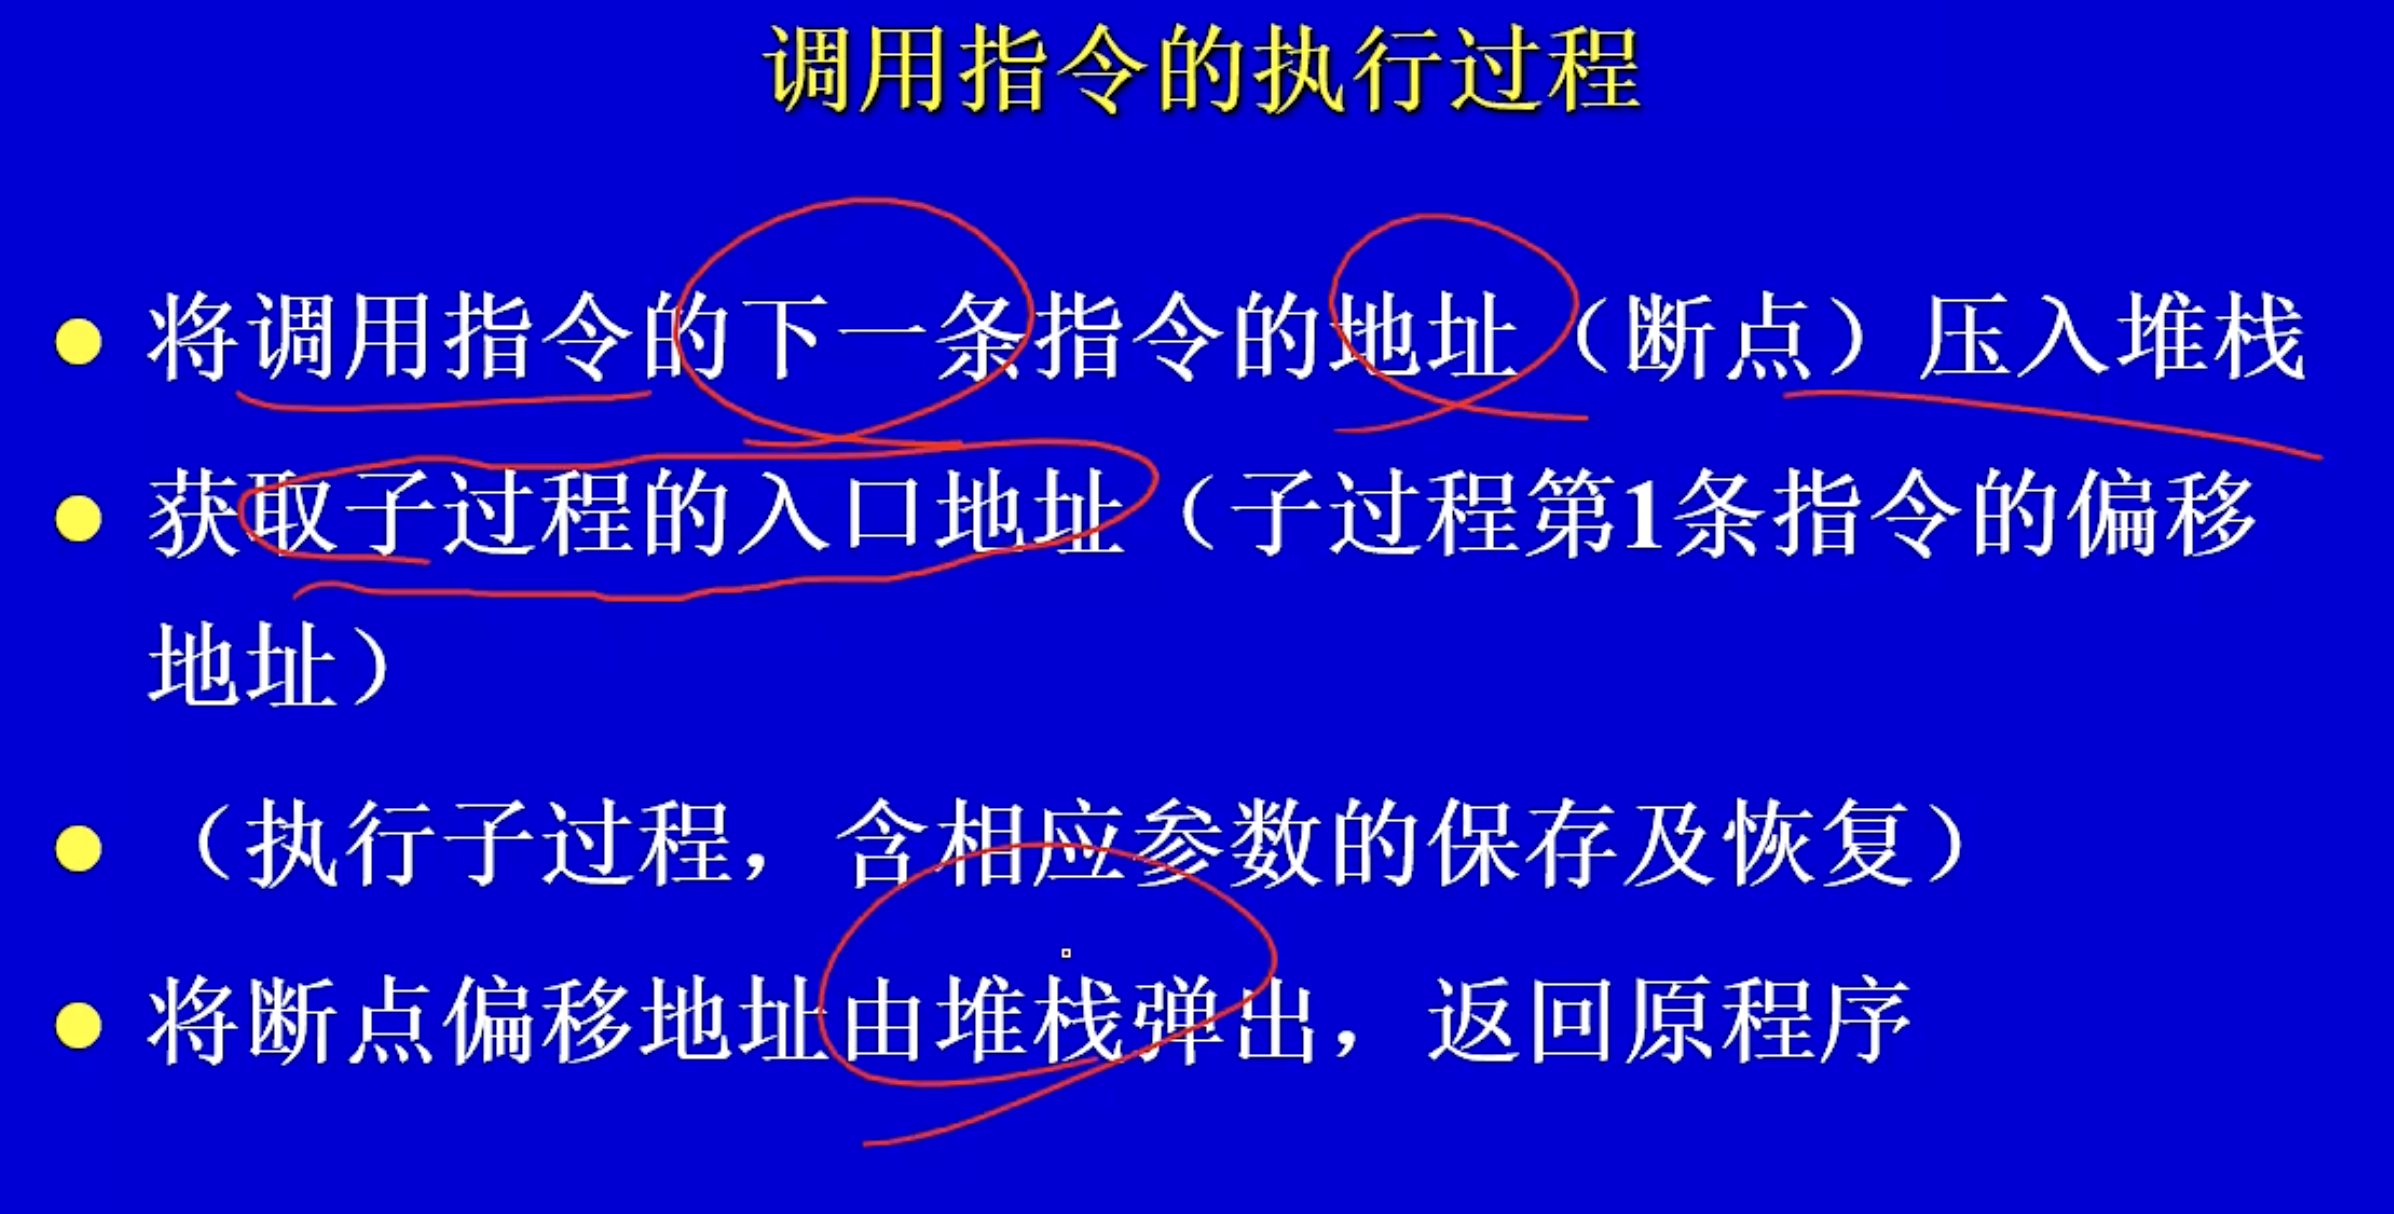 调用指令的执行过程
将调用指令的下一条指令的地址（断点）压入堆栈
获取子过程的入口地址（子过程第1条指令的偏移
地址）
（执行子过程，含相应参数的保存及恢复）
将断点偏移地址由堆栈弹出，返回原程序